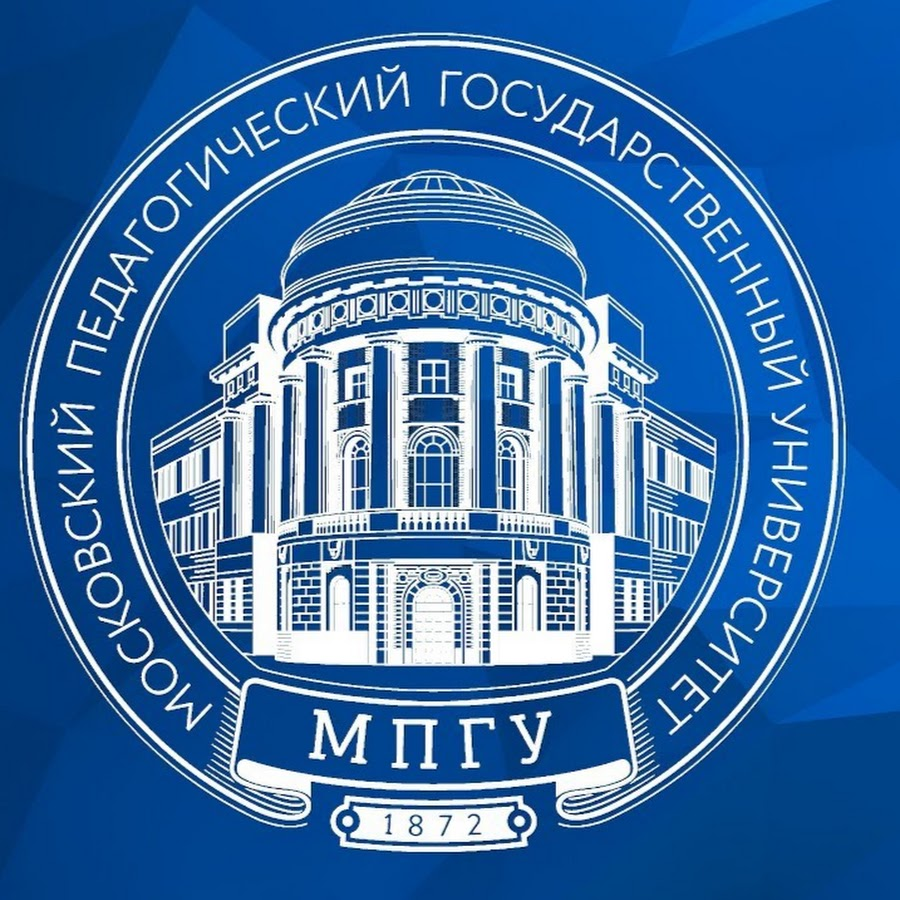 МОСКОВСКИЙ ПЕДАГОГИЧЕСКИЙ ГОСУДАРСТВЕННЫЙ УНИВЕРСИТЕТ
МПГУ
1872